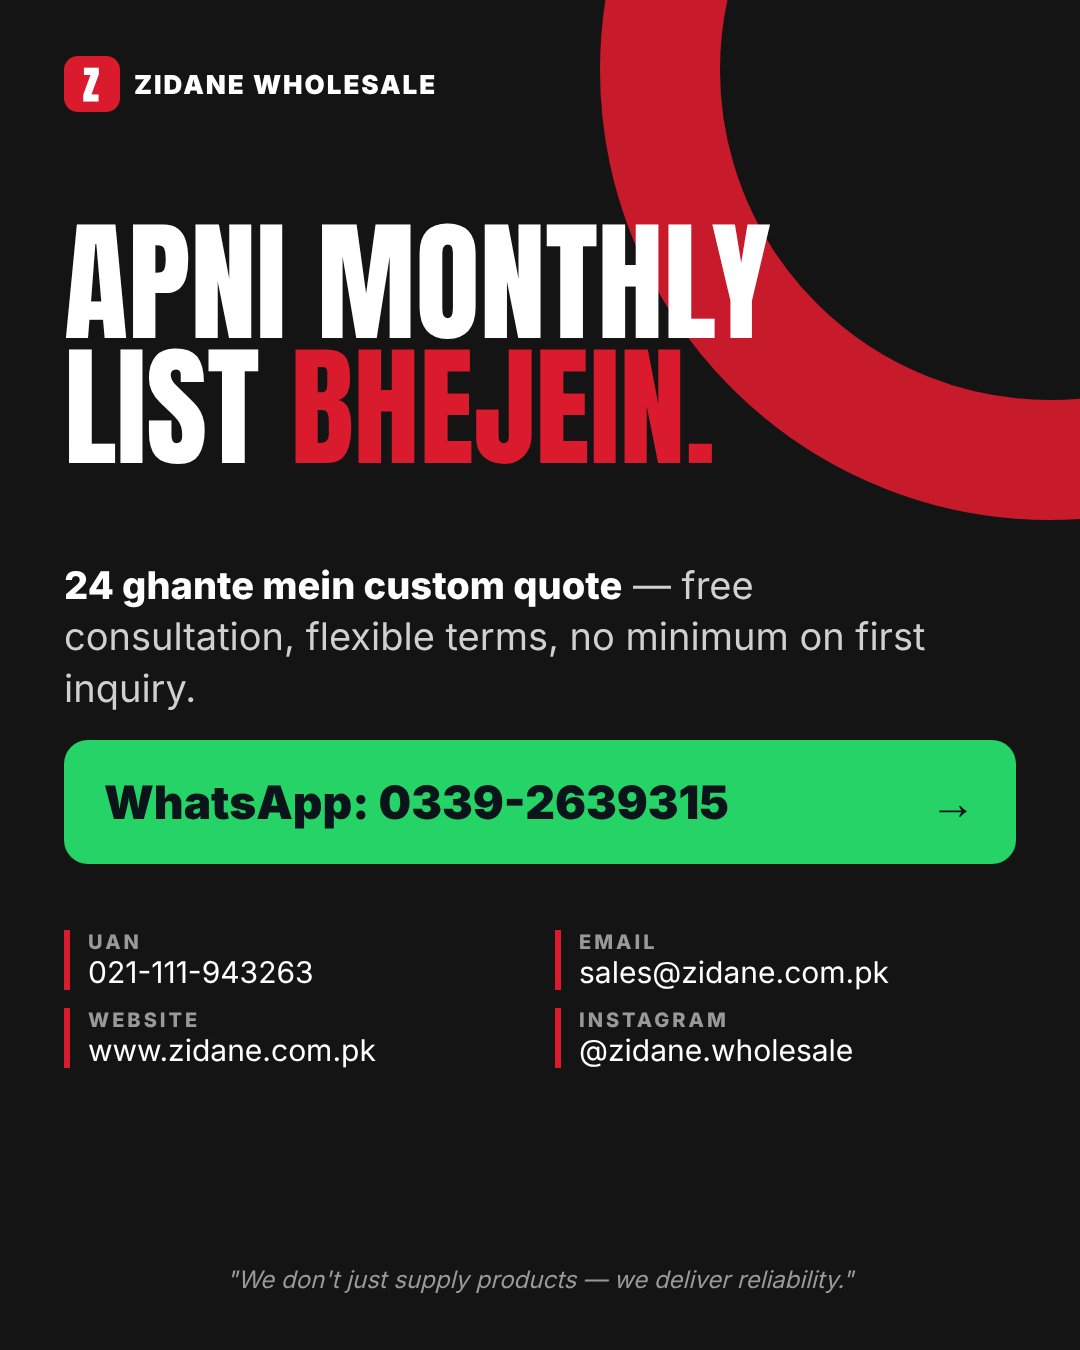 Z ZIDANE WHOLESALE
APNI MONTHLY
LIST BHEJEIN.
24 ghante mein custom quote — free
consultation, flexible terms, no minimum on first
inquiry.
WhatsApp: 0339-2639315 →
UAN
021-111-943263
EMAIL
sales@zidane.com.pk
WEBSITE
www.zidane.com.pk
INSTAGRAM
@zidane.wholesale
"We don't just supply products — we deliver reliability."